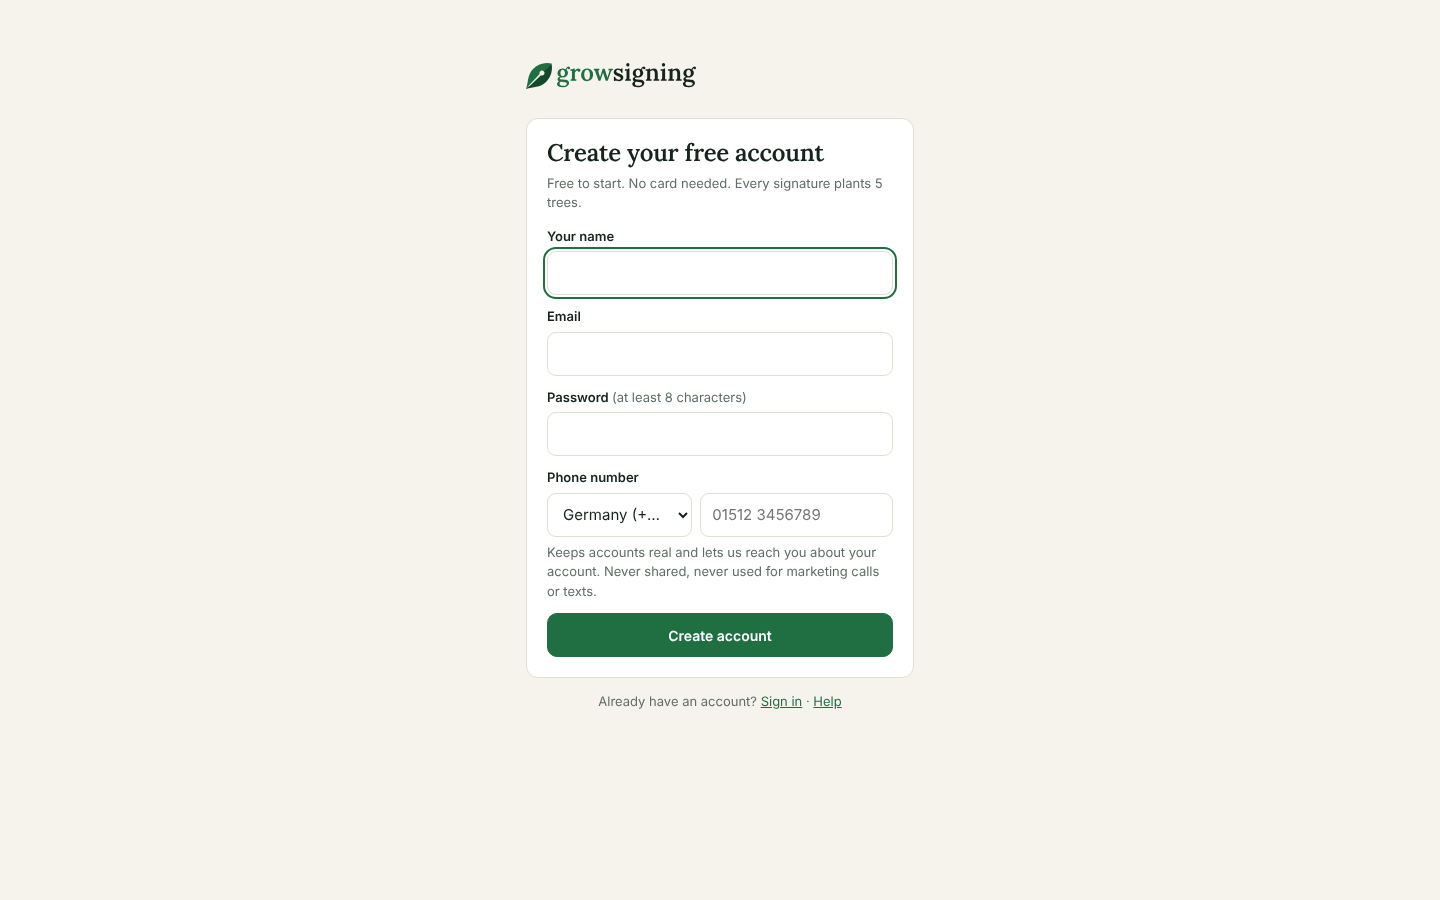 growsigning
Create your free account
Free to start. No card needed. Every signature plants 5
trees.
Your name
Email
Password (at least 8 characters)
Phone number
Germany (+...
01512 3456789
Keeps accounts real and lets us reach you about your
account. Never shared, never used for marketing calls
or texts.
Create account
Already have an account? Sign in · Help